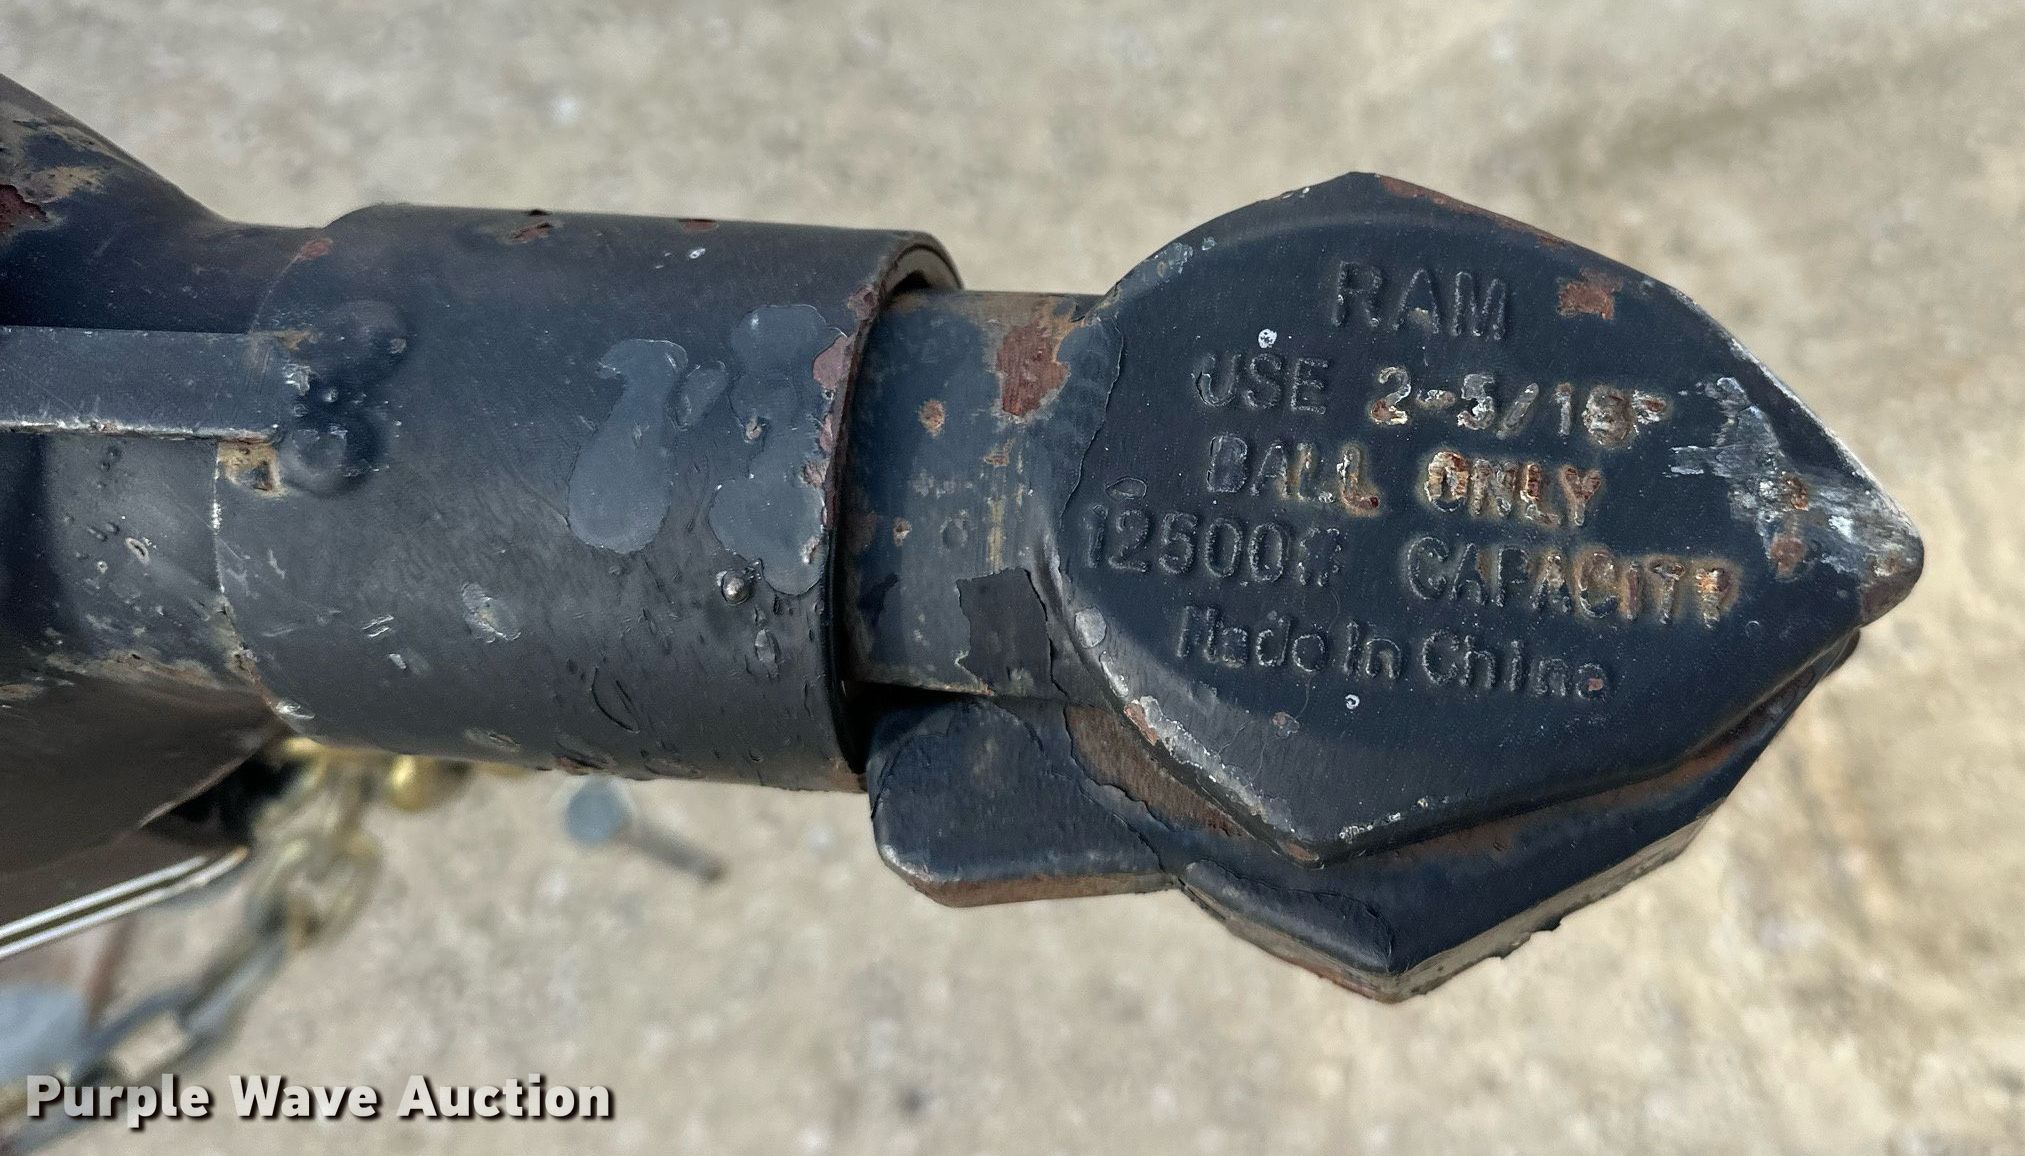 RAM
USE 2-5/16"
BALL ONLY
12500# CAPACITY
Made In China
Purple Wave Auction